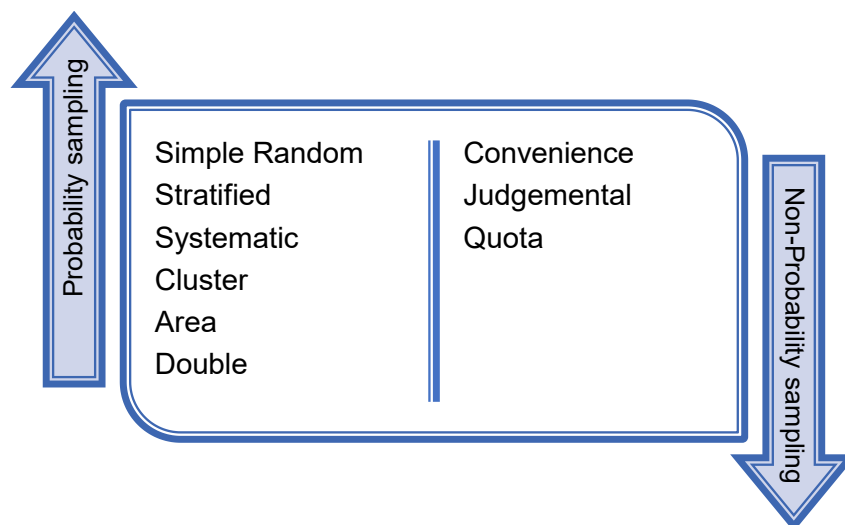 Probability sampling
Simple Random
Stratified
Systematic
Cluster
Area
Double
Convenience
Judgemental
Quota
Non-Probability sampling